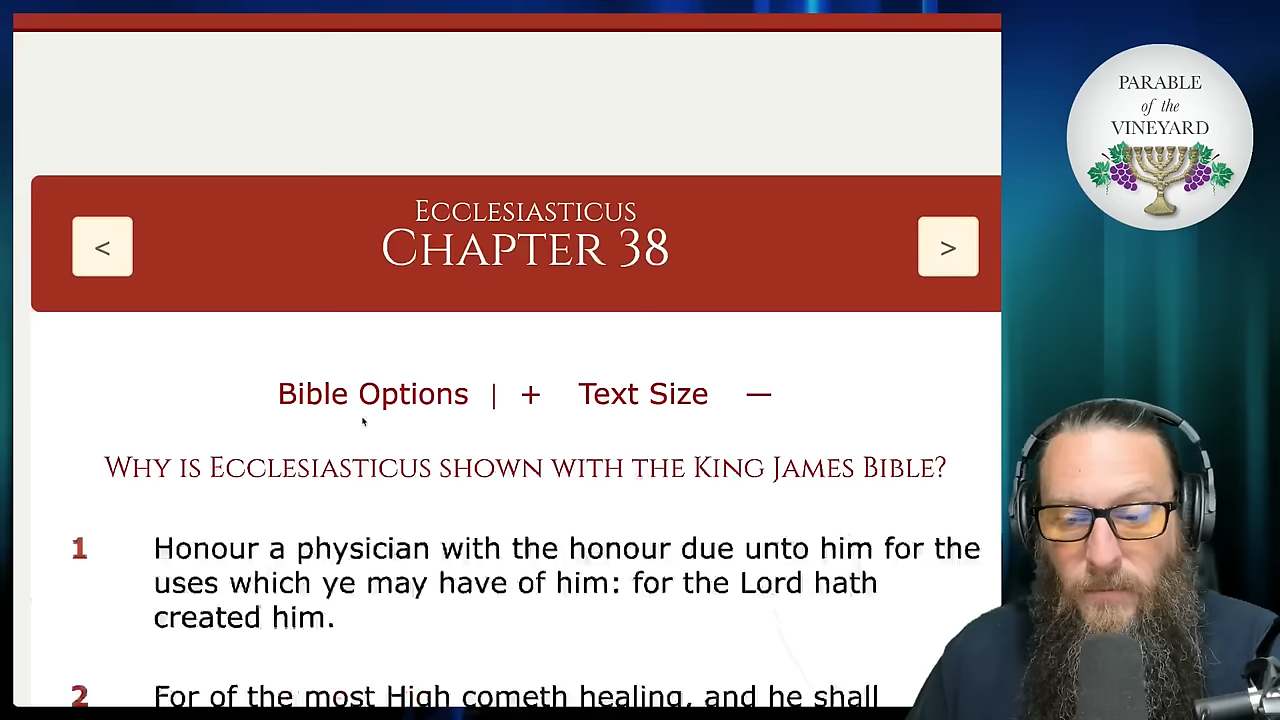 PARABLE
of the
VINEYARD
<
Ecclesiasticus
Chapter 38
>
Bible Options | + Text Size —
Why is Ecclesiasticus shown with the King James Bible?
1 Honour a physician with the honour due unto him for the
uses which ye may have of him: for the Lord hath
created him.
2 For of the most High cometh healing, and he shall